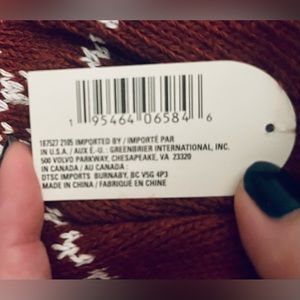 1 95464 06584 6
187527 2105 IMPORTED BY / IMPORTÉ PAR
IN U.S.A. / AUX É.-U. : GREENBRIER INTERNATIONAL, INC.
500 VOLVO PARKWAY, CHESAPEAKE, VA 23320
IN CANADA / AU CANADA :
DTSC IMPORTS BURNABY, BC V5G 4P3
MADE IN CHINA / FABRIQUÉ EN CHINE